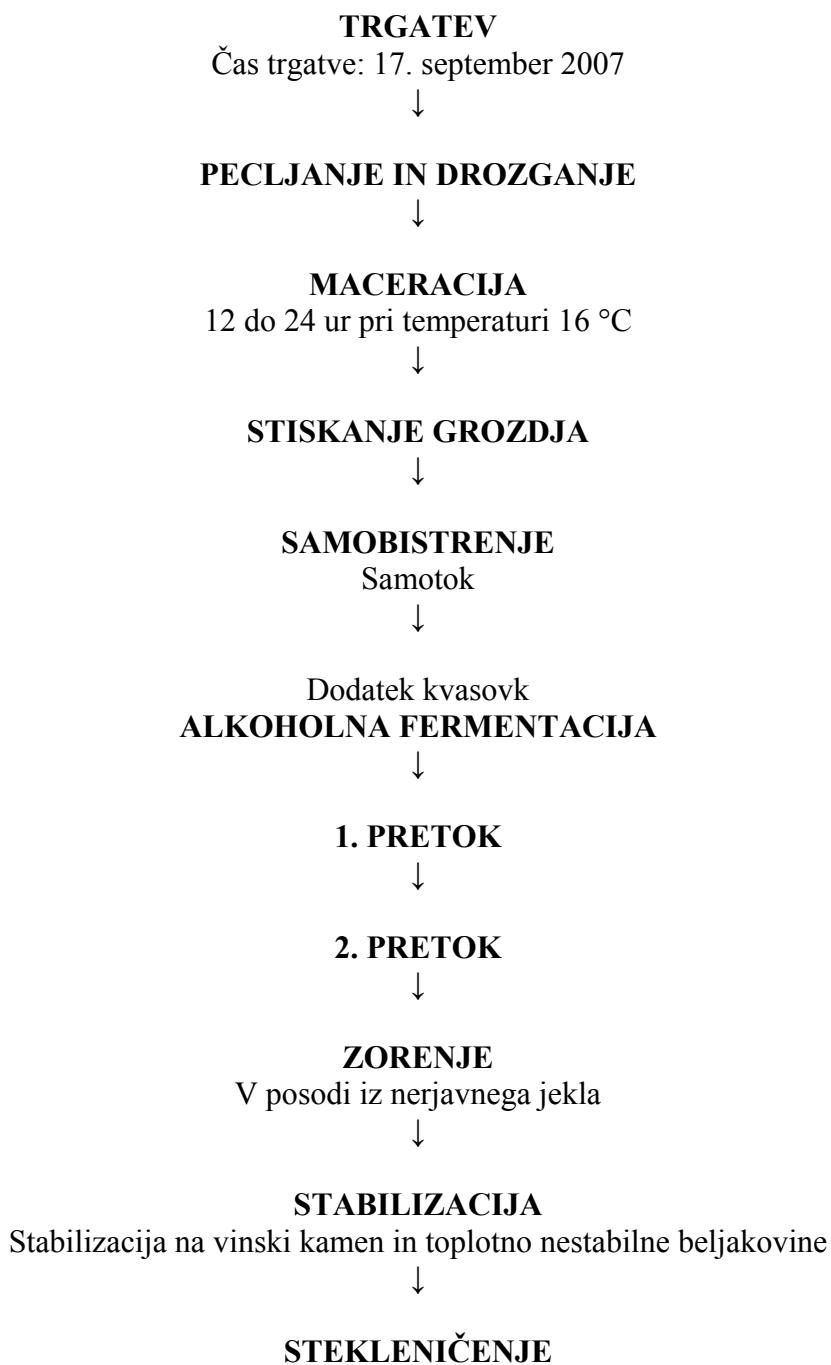 TRGATEV
Čas trgatve: 17. september 2007
↓
PECLJANJE IN DROZGANJE
↓
MACERACIJA
12 do 24 ur pri temperaturi 16 °C
↓
STISKANJE GROZDJA
↓
SAMOBISTRENJE
Samotok
↓
Dodatek kvasovk
ALKOHOLNA FERMENTACIJA
↓
1. PRETOK
↓
2. PRETOK
↓
ZORENJE
V posodi iz nerjavnega jekla
↓
STABILIZACIJA
Stabilizacija na vinski kamen in toplotno nestabilne beljakovine
↓
STEKLENIČENJE